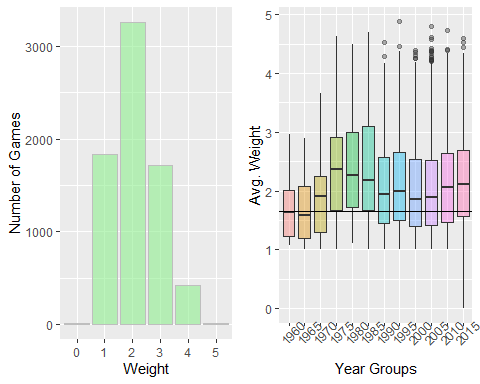 Number of Games
3000
2000
1000
0
0 1 2 3 4 5
Weight
Avg. Weight
5
4
3
2
1
0
1960 1965 1970 1975 1980 1985 1990 1995 2000 2005 2010 2015
Year Groups